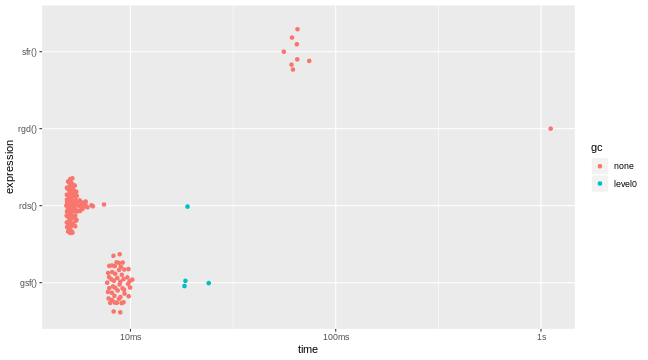 sfr()
rgd()
rds()
gsf()
expression
10ms
100ms
1s
time
gc
none
level0